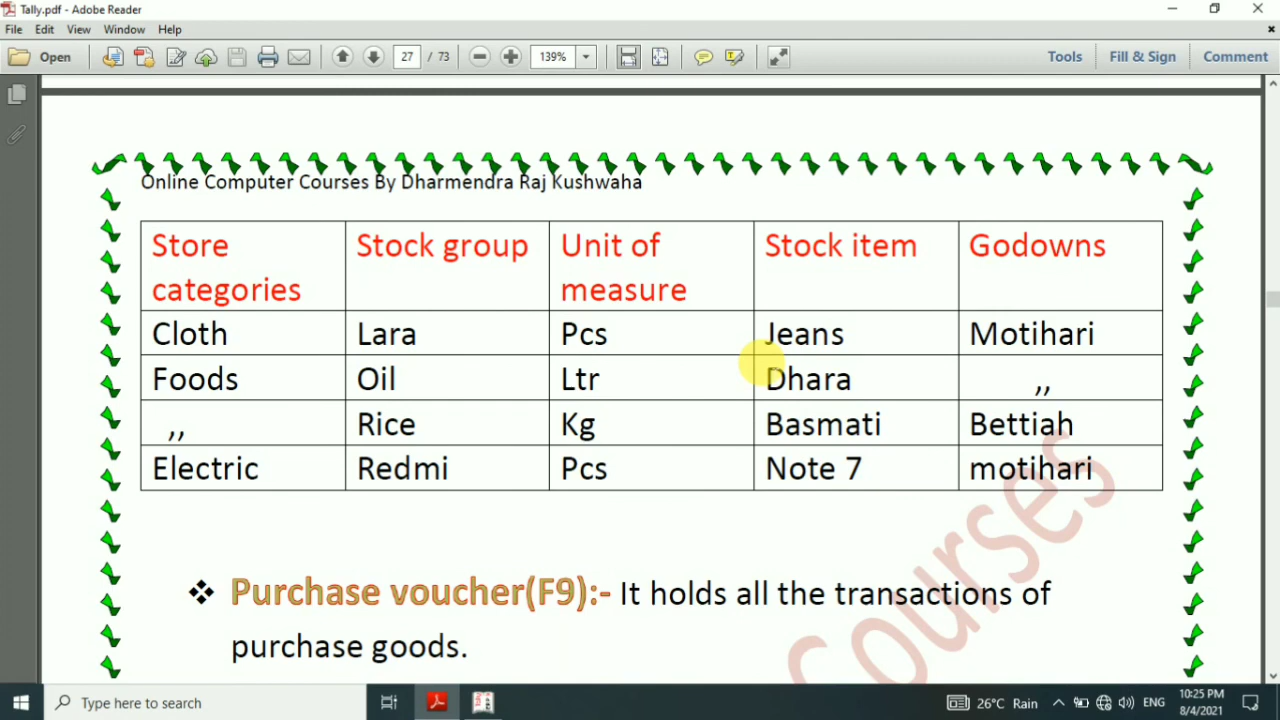 Tally.pdf - Adobe Reader
File Edit View Window Help
Open 27 / 73 139% Tools Fill & Sign Comment
Online Computer Courses By Dharmendra Raj Kushwaha
Store categories Stock group Unit of measure Stock item Godowns
Cloth Lara Pcs Jeans Motihari
Foods Oil Ltr Dhara ,,
,, Rice Kg Basmati Bettiah
Electric Redmi Pcs Note 7 motihari
Courses
❖ Purchase voucher(F9):- It holds all the transactions of
purchase goods.
Type here to search 26°C Rain ENG 10:25 PM
8/4/2021